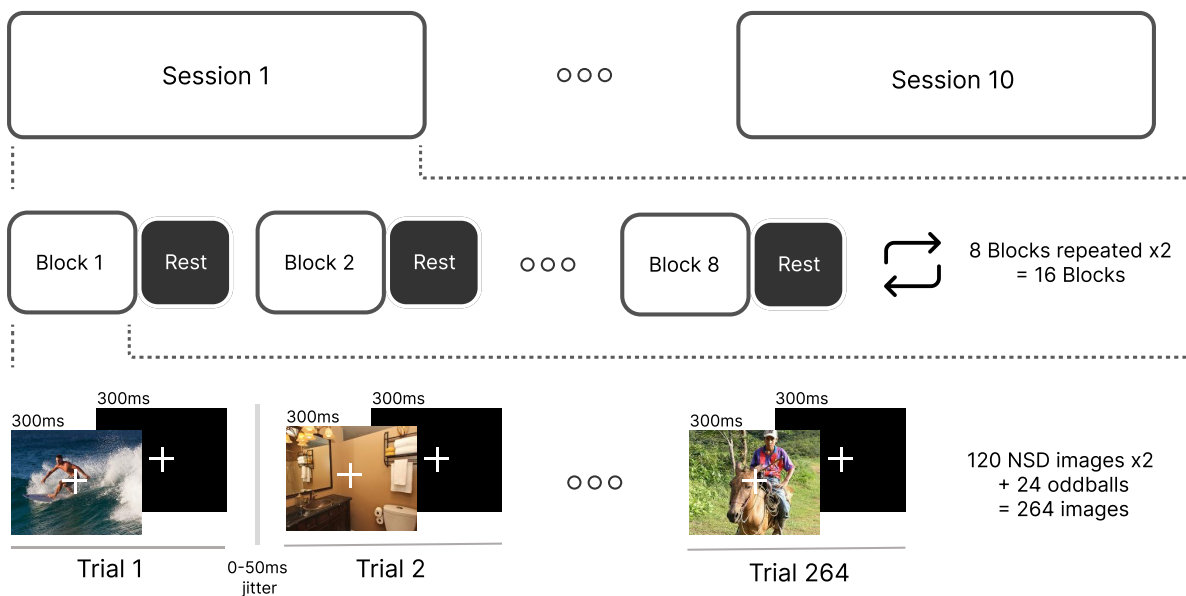 Session 1
Session 10
Block 1
Rest
Block 2
Rest
Block 8
Rest
8 Blocks repeated x2
= 16 Blocks
300ms
300ms
300ms
300ms
300ms
300ms
120 NSD images x2
+ 24 oddballs
= 264 images
Trial 1
0-50ms
jitter
Trial 2
Trial 264